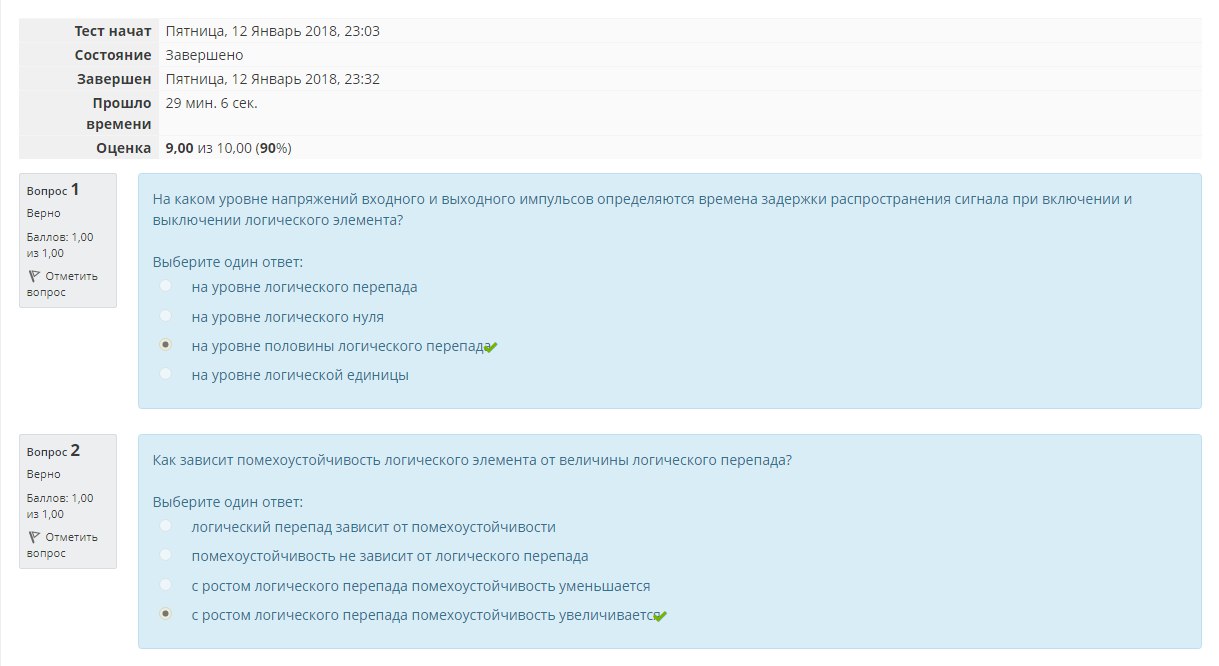 Тест начат Пятница, 12 Январь 2018, 23:03
Состояние Завершено
Завершен Пятница, 12 Январь 2018, 23:32
Прошло 29 мин. 6 сек.
времени
Оценка 9,00 из 10,00 (90%)
Вопрос 1
Верно
Баллов: 1,00
из 1,00
Отметить
вопрос
На каком уровне напряжений входного и выходного импульсов определяются времена задержки распространения сигнала при включении и
выключении логического элемента?
Выберите один ответ:
на уровне логического перепада
на уровне логического нуля
на уровне половины логического перепада
на уровне логической единицы
Вопрос 2
Верно
Баллов: 1,00
из 1,00
Отметить
вопрос
Как зависит помехоустойчивость логического элемента от величины логического перепада?
Выберите один ответ:
логический перепад зависит от помехоустойчивости
помехоустойчивость не зависит от логического перепада
с ростом логического перепада помехоустойчивость уменьшается
с ростом логического перепада помехоустойчивость увеличивается